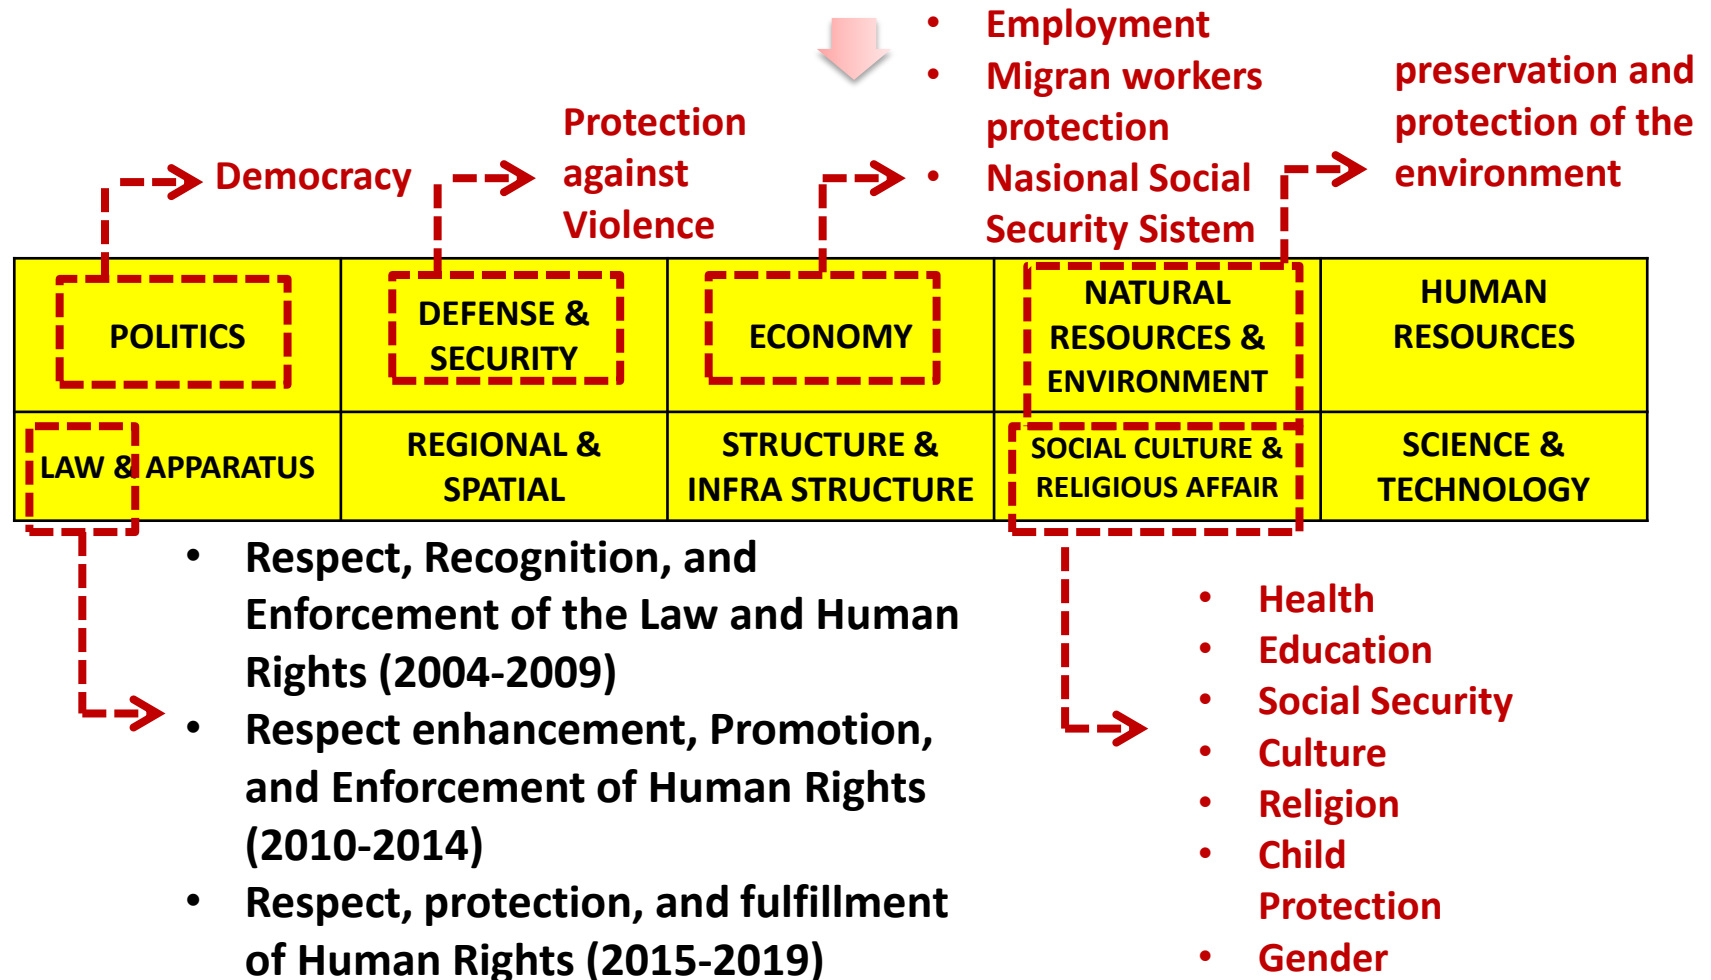 • Employment
• Migran workers
protection
• Nasional Social
Security Sistem
preservation and
protection of the
environment
Protection
against
Violence
Democracy
POLITICS
DEFENSE &
SECURITY
ECONOMY
NATURAL
RESOURCES &
ENVIRONMENT
HUMAN
RESOURCES
LAW & APPARATUS
REGIONAL &
SPATIAL
STRUCTURE &
INFRA STRUCTURE
SOCIAL CULTURE &
RELIGIOUS AFFAIR
SCIENCE &
TECHNOLOGY
• Respect, Recognition, and
Enforcement of the Law and Human
Rights (2004-2009)
• Respect enhancement, Promotion,
and Enforcement of Human Rights
(2010-2014)
• Respect, protection, and fulfillment
of Human Rights (2015-2019)
• Health
• Education
• Social Security
• Culture
• Religion
• Child
Protection
• Gender